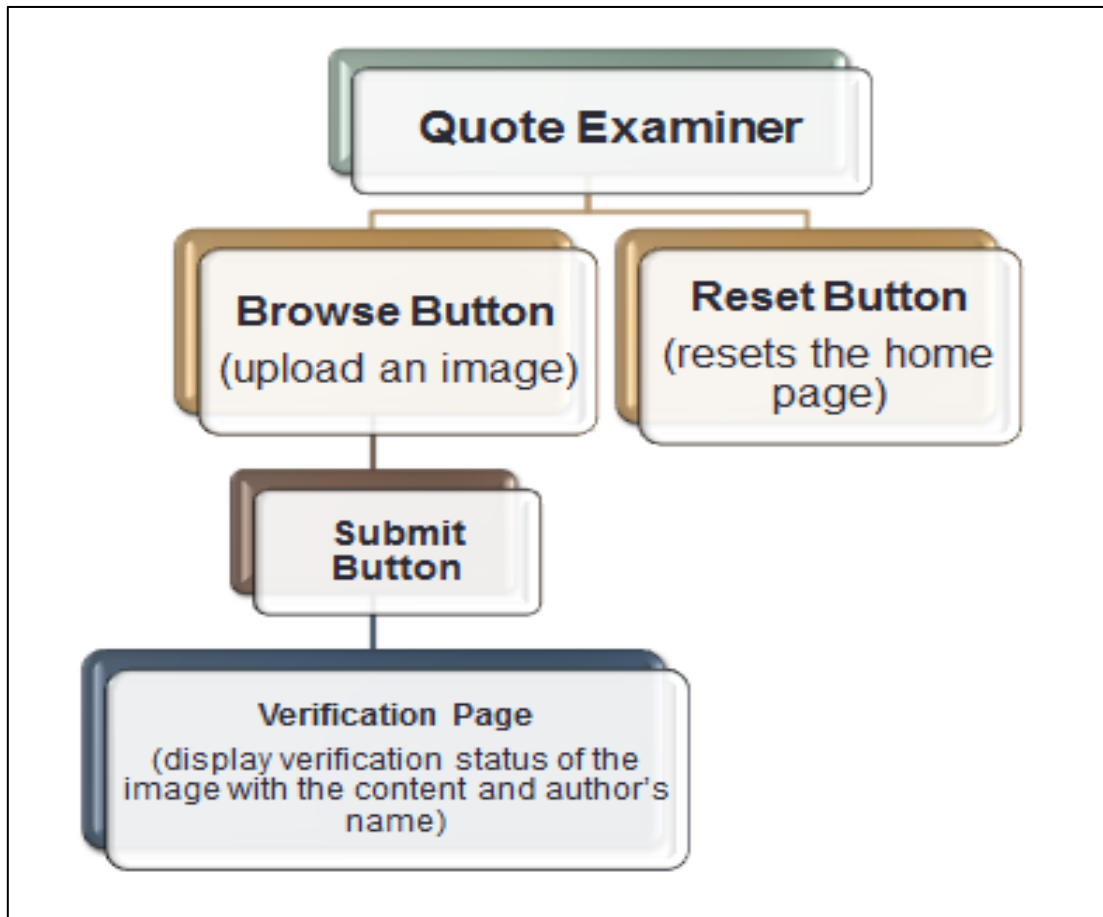 Quote Examiner
Browse Button
(upload an image)
Reset Button
(resets the home
page)
Submit
Button
Verification Page
(display verification status of the
image with the content and author’s
name)